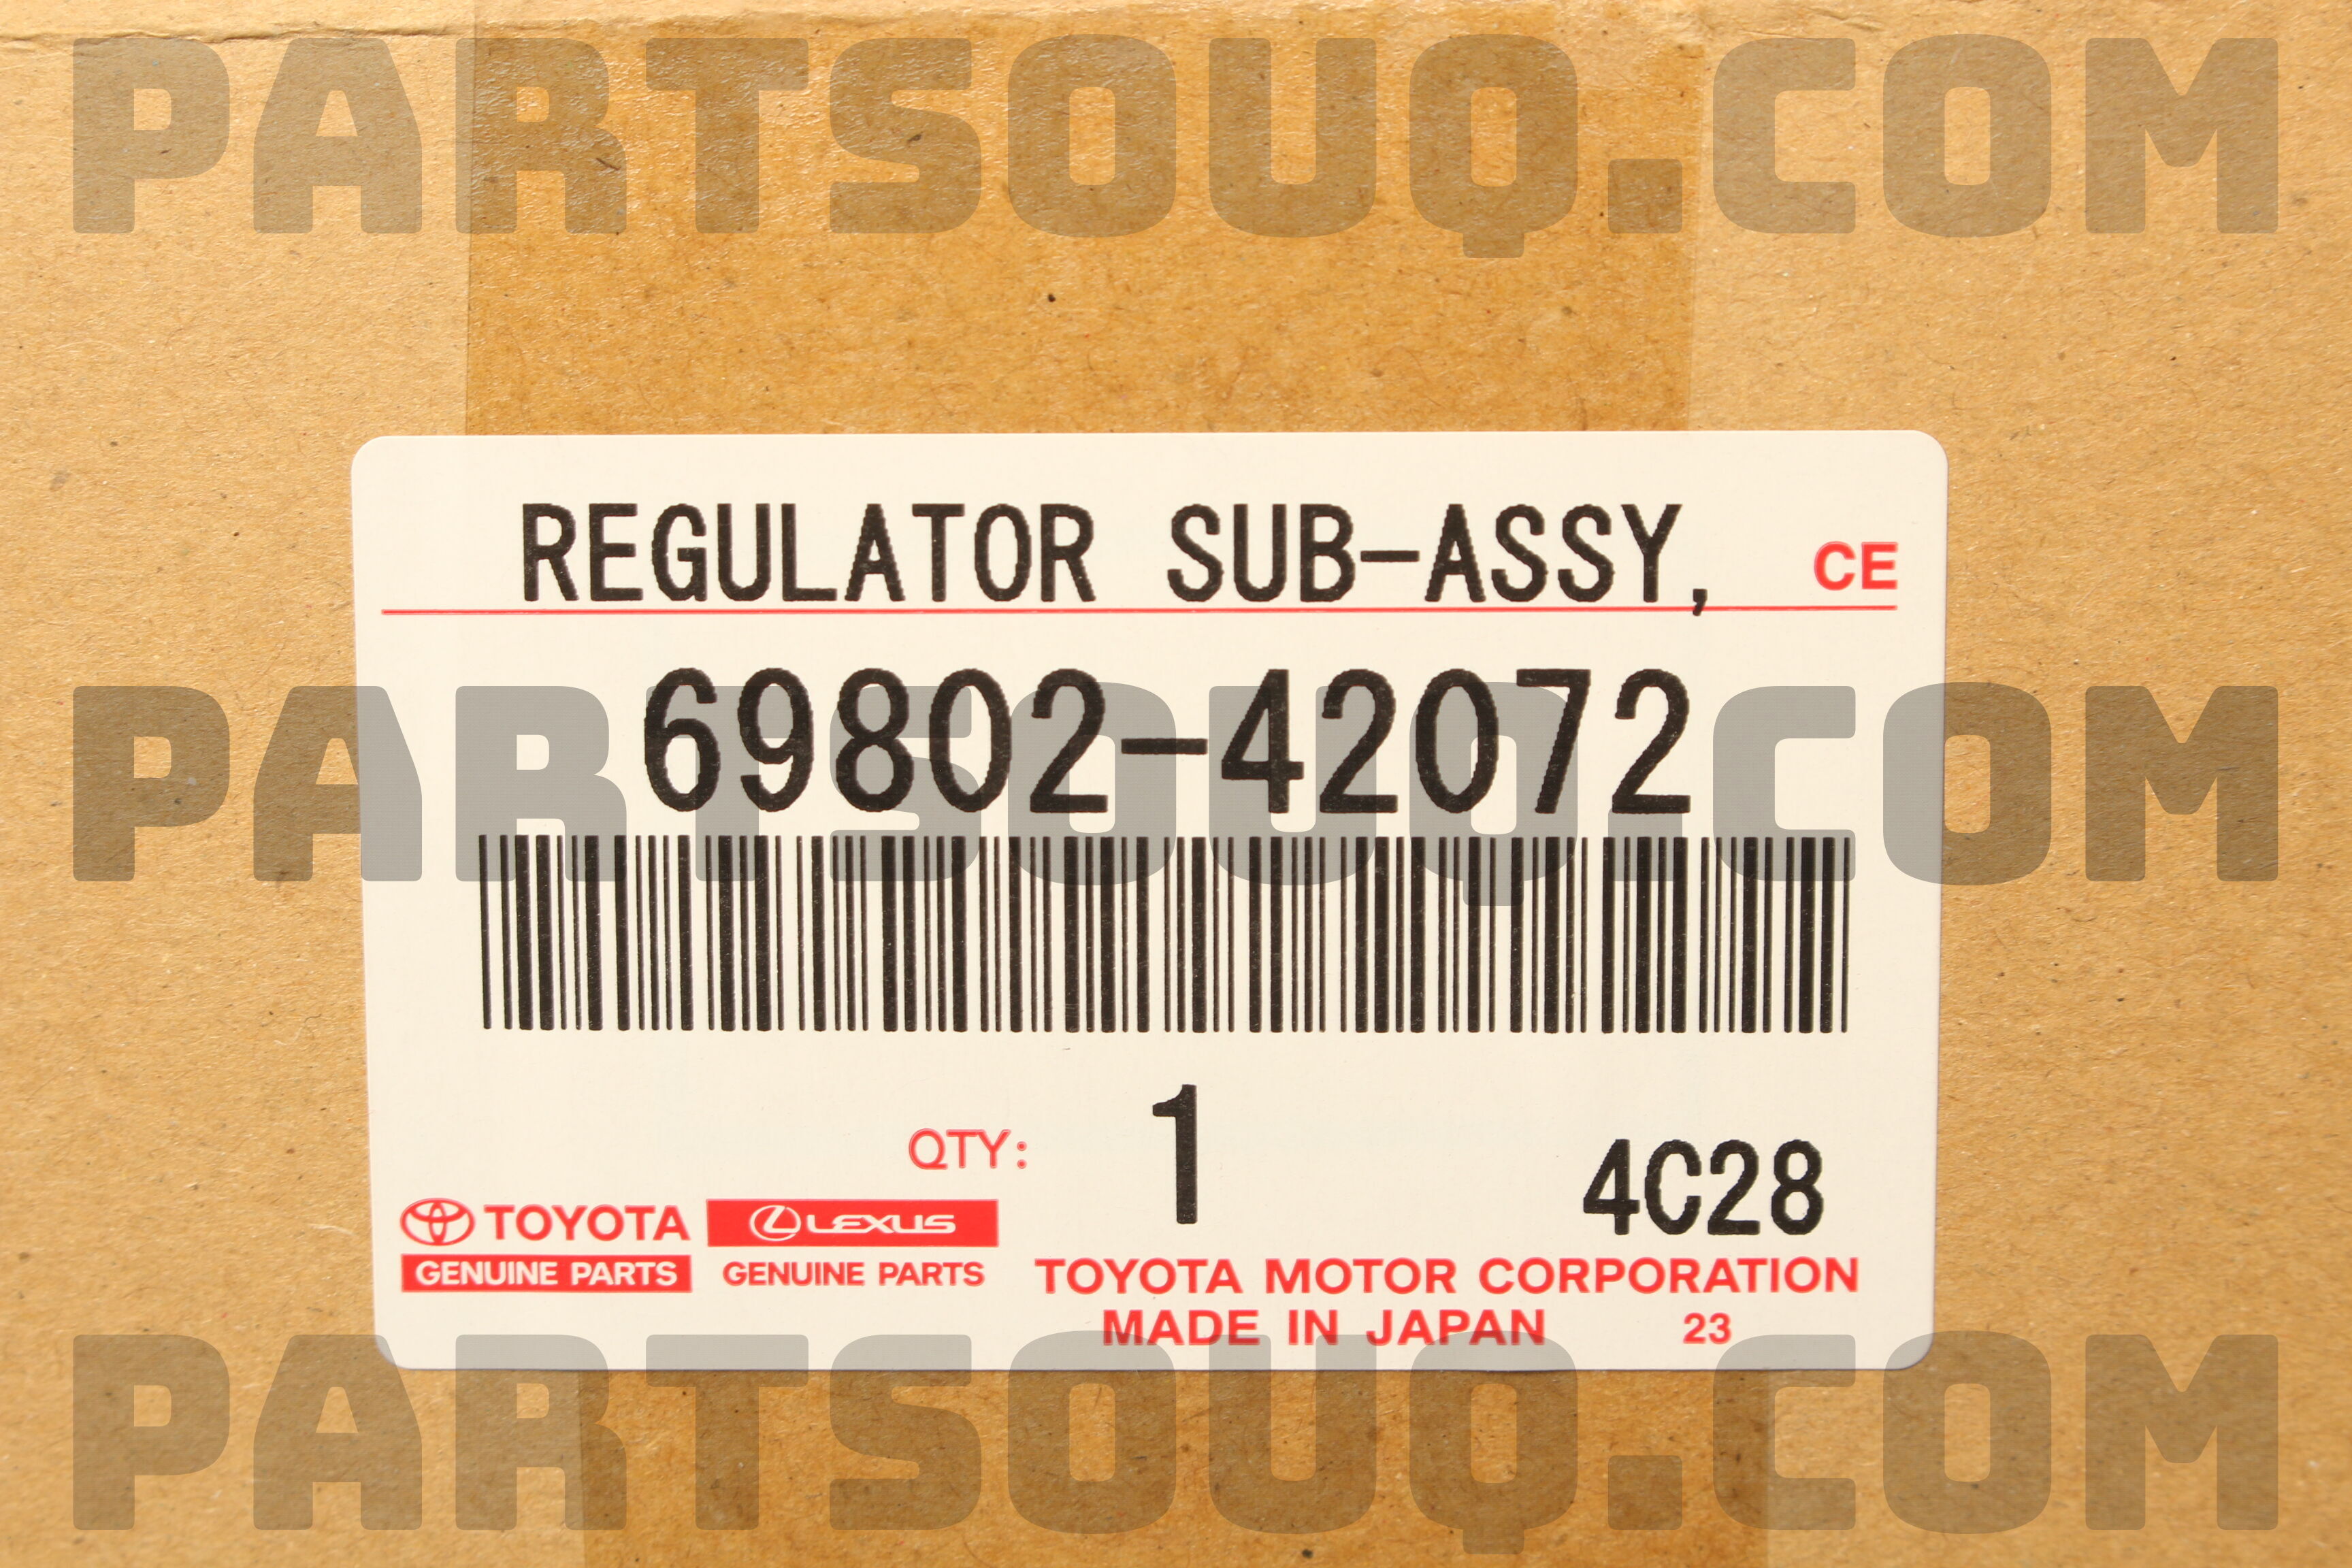 PARTSOUQ.COM
REGULATOR SUB-ASSY,
CE
69802-42072
PARTSOUQ.COM
QTY: 1
4C28
TOYOTA
LEXUS
GENUINE PARTS
GENUINE PARTS
TOYOTA MOTOR CORPORATION
MADE IN JAPAN 23
PARTSOUQ.COM